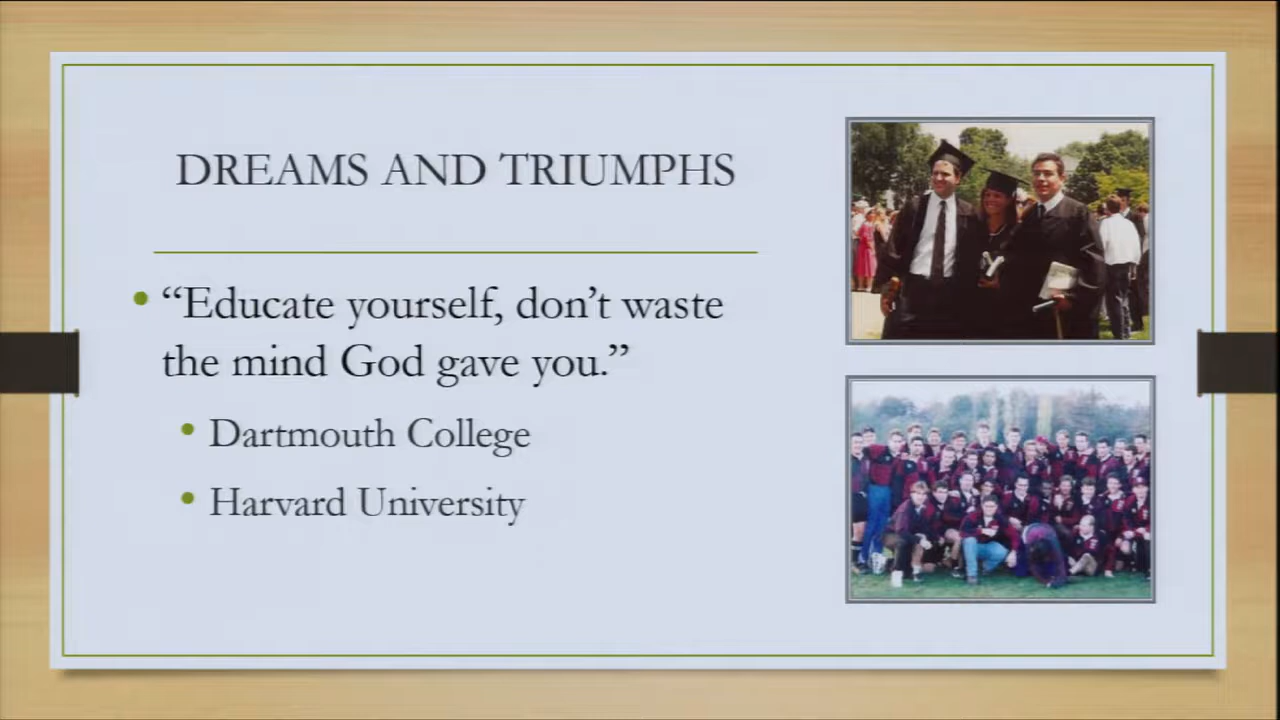 DREAMS AND TRIUMPHS
• “Educate yourself, don’t waste
the mind God gave you.”
• Dartmouth College
• Harvard University